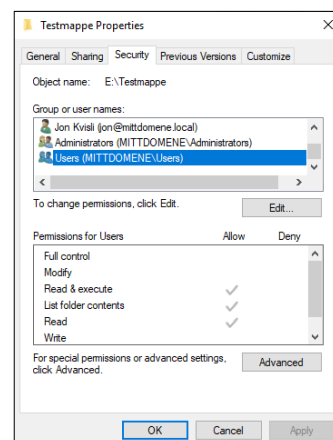 Testmappe Properties
General Sharing Security Previous Versions Customize
Object name: E:\Testmappe
Group or user names:
Jon Kvisli (jon@mittdomene.local)
Administrators (MITTDOMENE\Administrators)
Users (MITTDOMENE\Users)
To change permissions, click Edit.
Edit...
Permissions for Users Allow Deny
Full control
Modify
Read & execute
List folder contents
Read
Write
For special permissions or advanced settings,
click Advanced.
Advanced
OK Cancel Apply